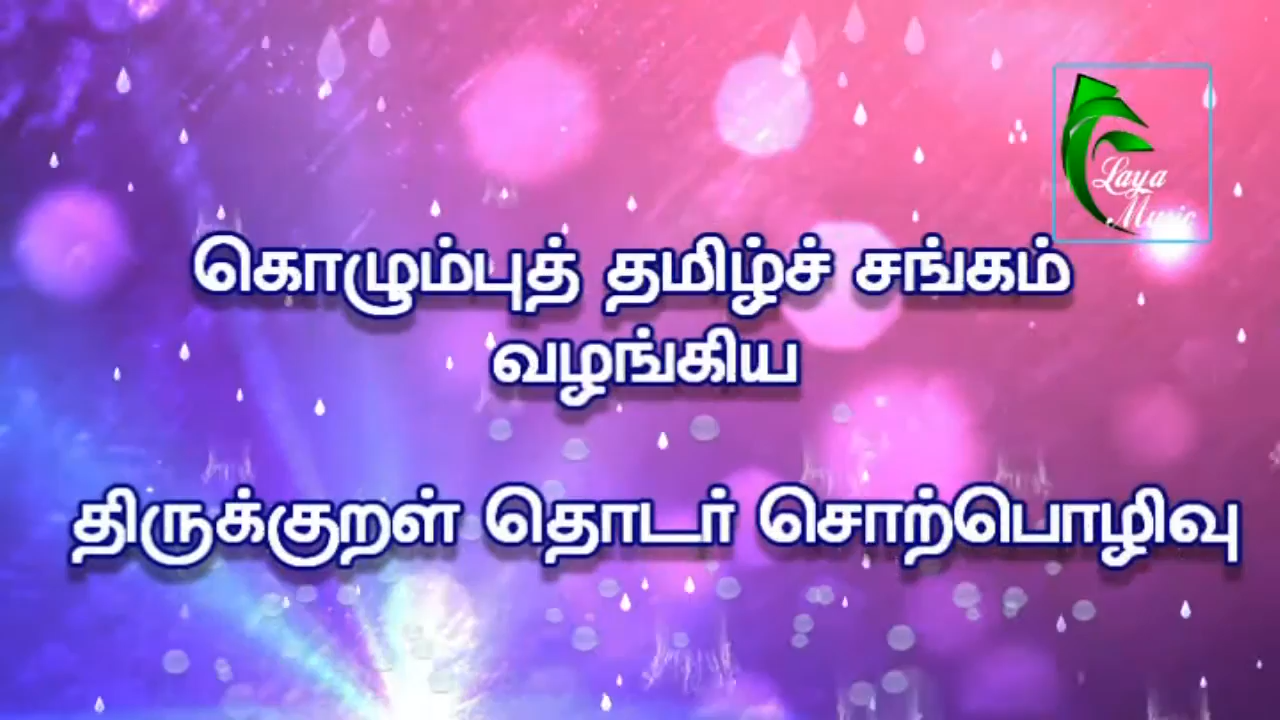 Laya
Music
கொழும்புத் தமிழ்ச் சங்கம்
வழங்கிய
திருக்குறள் தொடர் சொற்பொழிவு